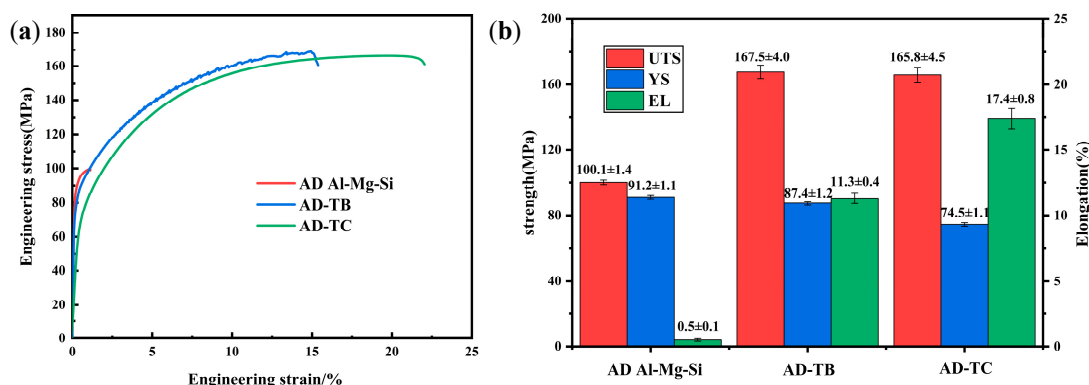 (a)
Engineering stress(MPa)
180
160
140
120
100
80
60
40
20
0
AD Al-Mg-Si
AD-TB
AD-TC
0
5
10
15
20
25
Engineering strain/%
(b)
strength(MPa)
200
160
120
80
40
0
UTS
YS
EL
100.1±1.4
91.2±1.1
0.5±0.1
167.5±4.0
87.4±1.2
11.3±0.4
165.8±4.5
74.5±1.1
17.4±0.8
25
20
15
10
5
0
Elongation(%)
AD Al-Mg-Si
AD-TB
AD-TC